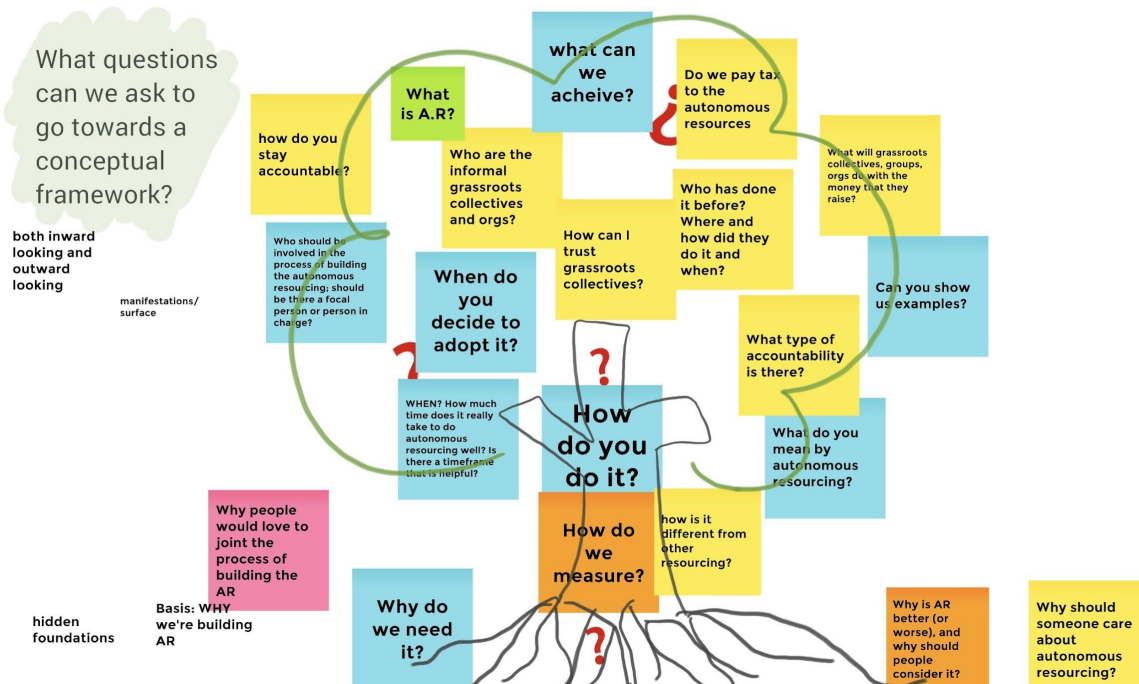 What questions
can we ask to
go towards a
conceptual
framework?
both inward
looking and
outward
looking
manifestations/
surface
what can
we
acheive?
What
is A.R?
Do we pay tax
to the
autonomous
resources
¿
how do you
stay
accountable?
Who are the
informal
grassroots
collectives
and orgs?
What will grassroots
collectives, groups,
orgs do with the
money that they
raise?
Who has done
it before?
Where and
how did they
do it and
when?
How can I
trust
grassroots
collectives?
Who should be
involved in the
process of building
the autonomous
resourcing; should
be there a focal
person or person in
charge?
When do
you
decide to
adopt it?
Can you show
us examples?
What type of
accountability
is there?
?
?
WHEN? How much
time does it really
take to do
autonomous
resourcing well? Is
there a timeframe
that is helpful?
How
do you
do it?
What do you
mean by
autonomous
resourcing?
Why people
would love to
joint the
process of
building the
AR
How do
we
measure?
how is it
different from
other
resourcing?
hidden
foundations
Basis: WHY
we're building
AR
Why do
we need
it?
?
Why is AR
better (or
worse), and
why should
people
consider it?
Why should
someone care
about
autonomous
resourcing?